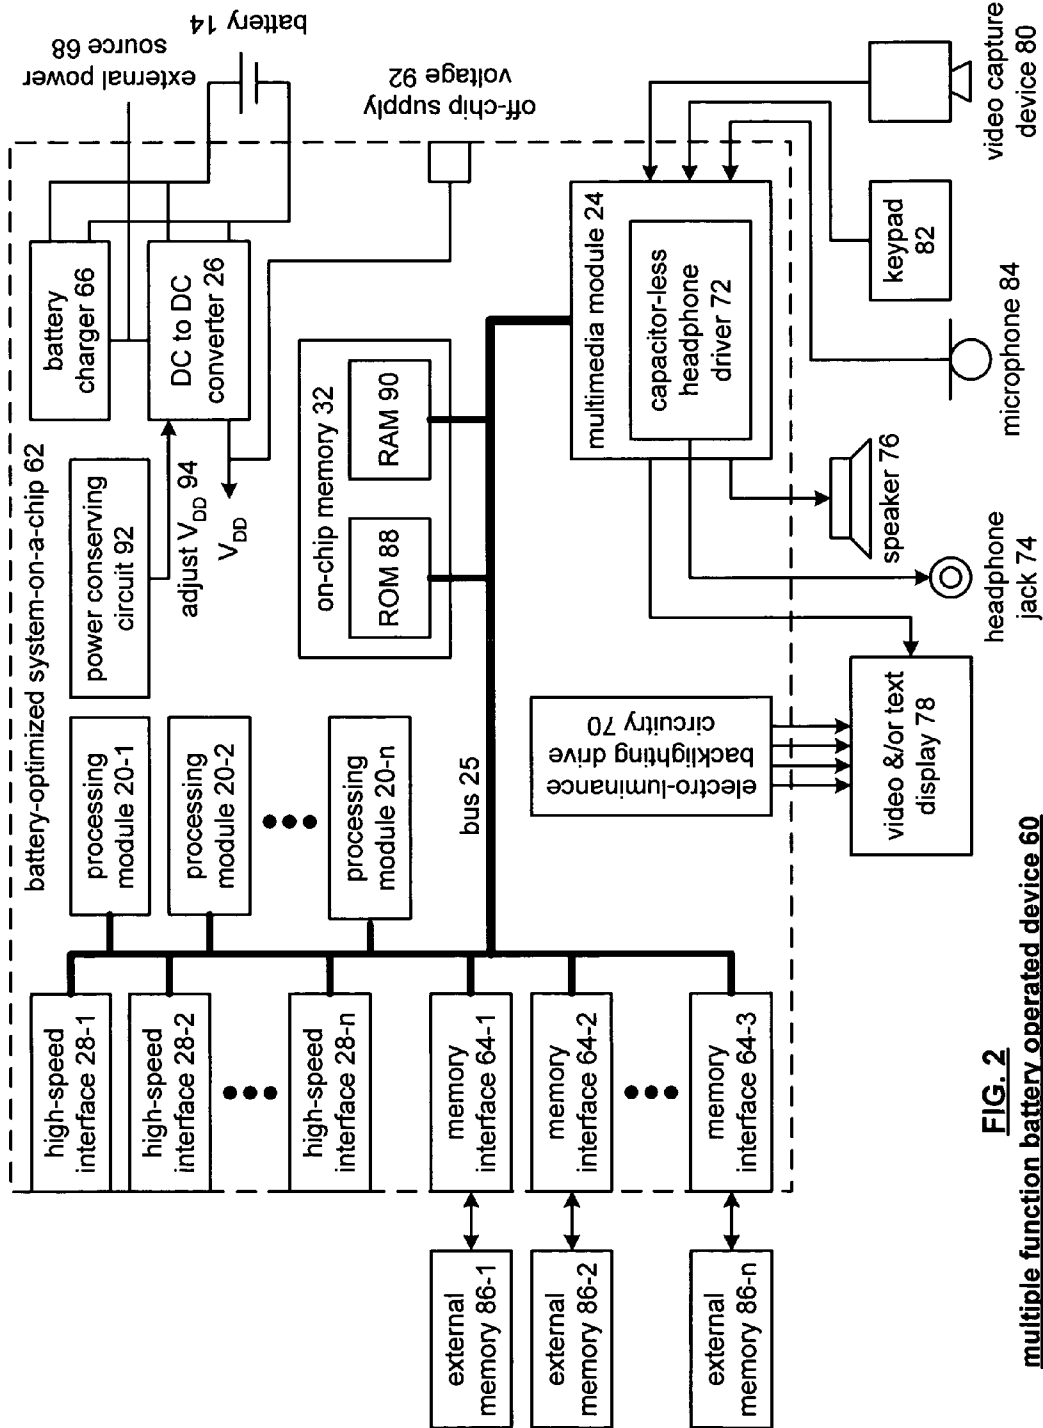 battery-optimized system-on-a-chip 62
high-speed
interface 28-1
high-speed
interface 28-2
high-speed
interface 28-n
memory
interface 64-1
memory
interface 64-2
memory
interface 64-3
external
memory 86-1
external
memory 86-2
external
memory 86-n
processing
module 20-1
processing
module 20-2
processing
module 20-n
bus 25
power conserving
circuit 92
adjust VDD 94
VDD
battery
charger 66
DC to DC
converter 26
external power
source 68
battery 14
off-chip supply
voltage 92
on-chip memory 32
ROM 88
RAM 90
multimedia module 24
capacitor-less
headphone
driver 72
electro-luminance
backlighting drive
circuitry 70
video &/or text
display 78
headphone
jack 74
speaker 76
microphone 84
keypad
82
video capture
device 80
FIG. 2
multiple function battery operated device 60